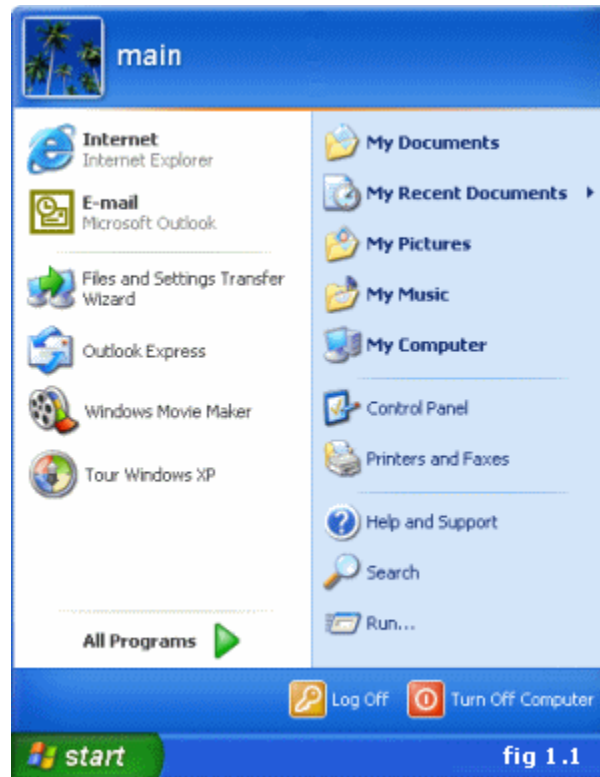 main
Internet
Internet Explorer
E-mail
Microsoft Outlook
Files and Settings Transfer
Wizard
Outlook Express
Windows Movie Maker
Tour Windows XP
All Programs
My Documents
My Recent Documents
My Pictures
My Music
My Computer
Control Panel
Printers and Faxes
Help and Support
Search
Run...
Log Off
Turn Off Computer
start
fig 1.1